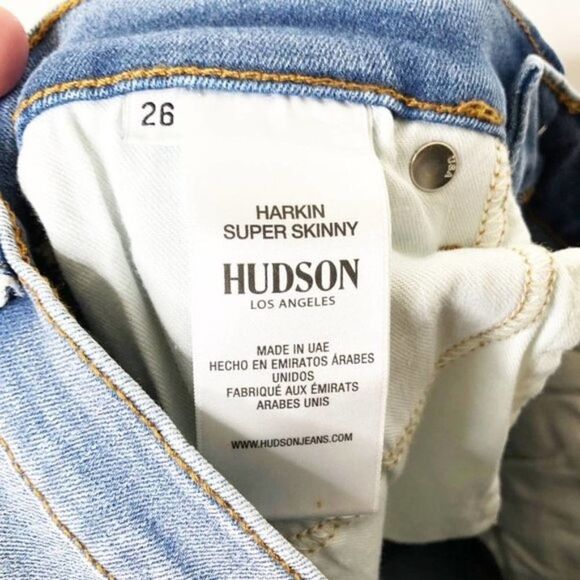 26
HARKIN
SUPER SKINNY
HUDSON
LOS ANGELES
MADE IN UAE
HECHO EN EMIRATOS ÁRABES
UNIDOS
FABRIQUÉ AUX ÉMIRATS
ARABES UNIS
WWW.HUDSONJEANS.COM
USA